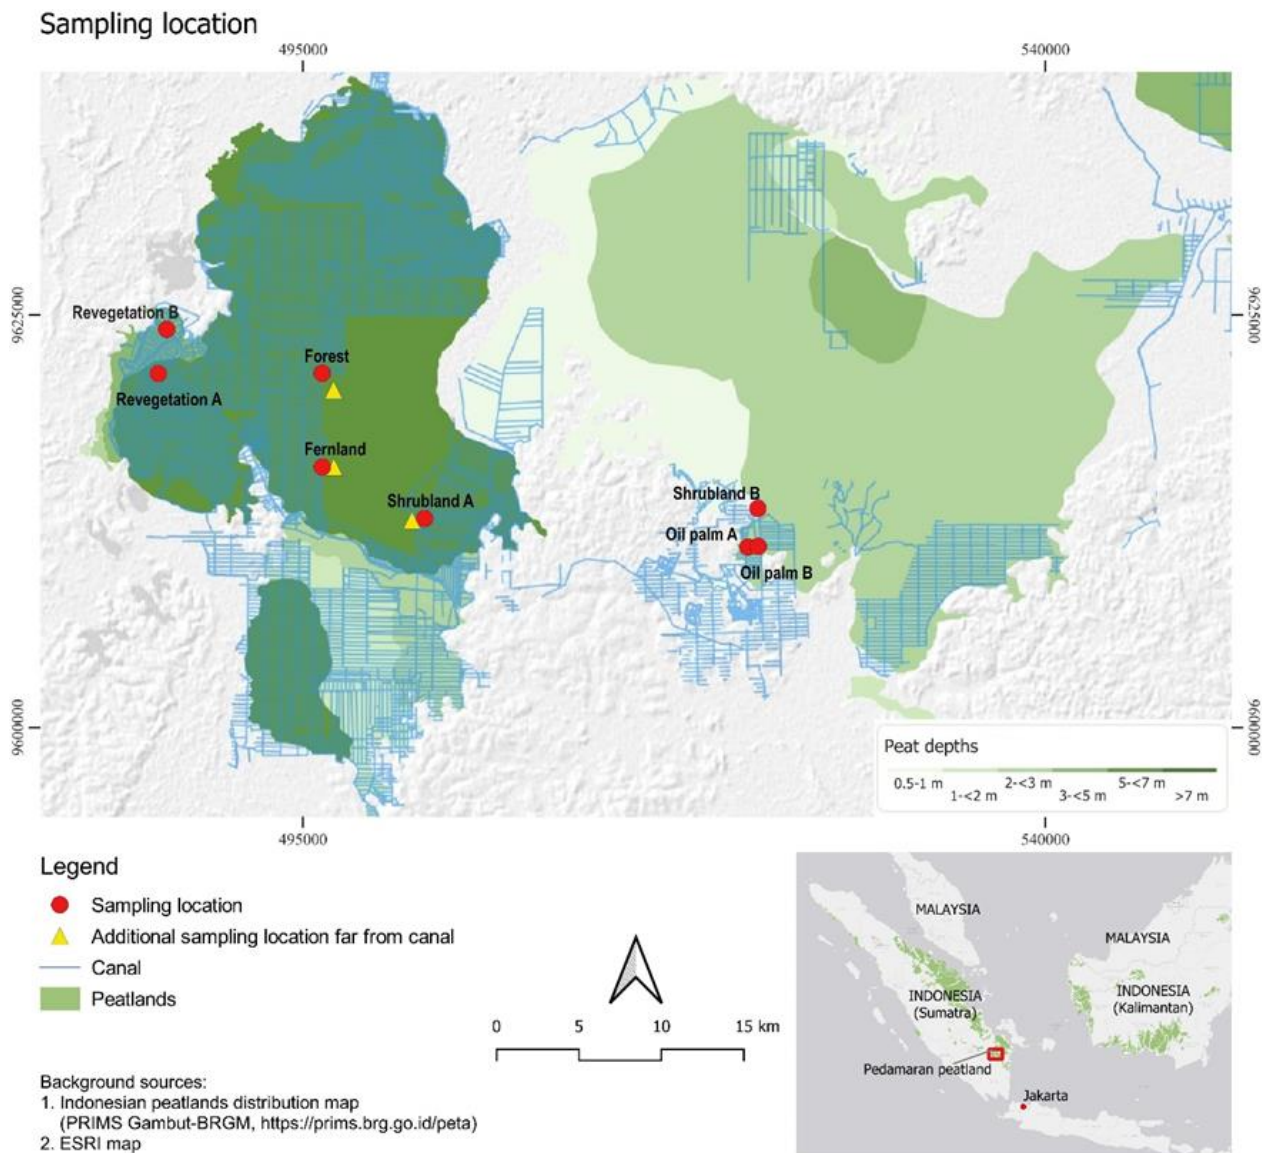 Sampling location
495000
540000
9625000
9625000
Revegetation B
Forest
Revegetation A
Fernland
Shrubland A
Shrubland B
Oil palm A
Oil palm B
9600000
9600000
Peat depths
0.5-1 m
2-<3 m
5-<7 m
1-<2 m
3-<5 m
>7 m
495000
540000
Legend
Sampling location
Additional sampling location far from canal
Canal
Peatlands
0 5 10 15 km
Background sources:
1. Indonesian peatlands distribution map
(PRIMS Gambut-BRGM, https://prims.brg.go.id/peta)
2. ESRI map
MALAYSIA
MALAYSIA
INDONESIA
(Sumatra)
INDONESIA
(Kalimantan)
Pedamaran peatland
Jakarta